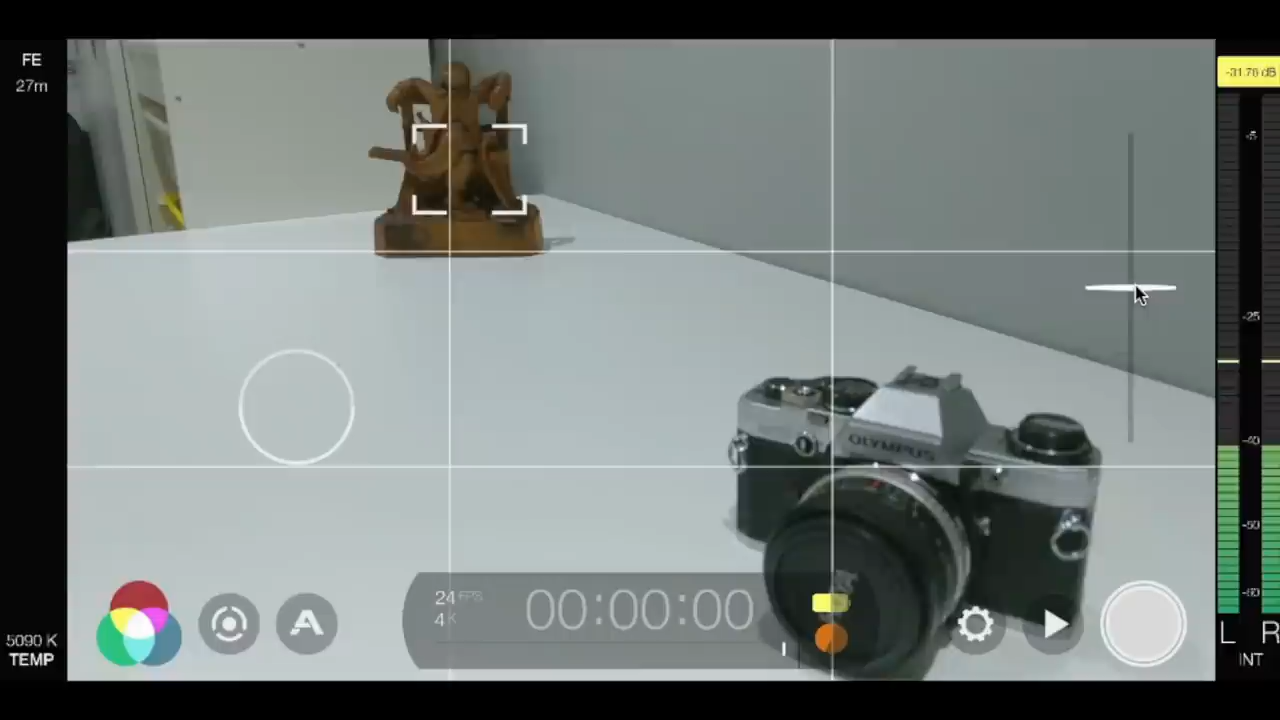 FE
27m
-31.76 dB
-5
-25
-40
-50
-60
OLYMPUS
24 FPS
4K
00:00:00
A
5090 K
TEMP
L R
INT